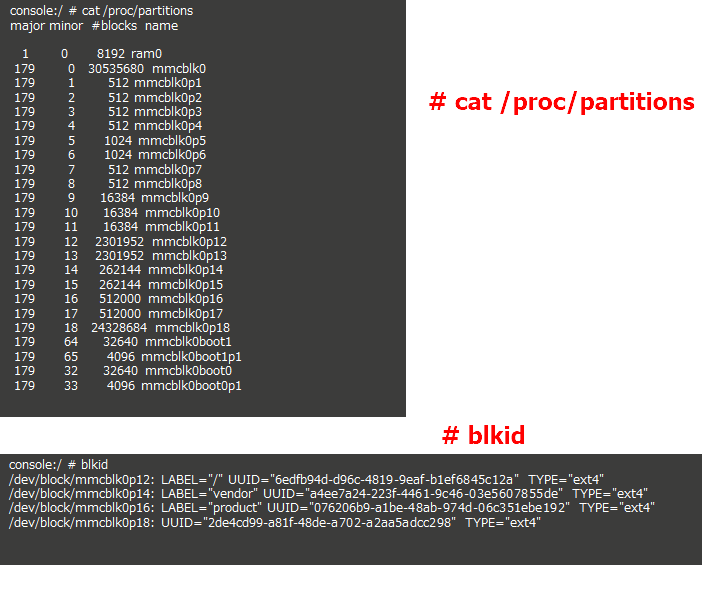 console:/ # cat /proc/partitions
major minor #blocks name
1 0 8192 ram0
179 0 30535680 mmcblk0
179 1 512 mmcblk0p1
179 2 512 mmcblk0p2
179 3 512 mmcblk0p3
179 4 512 mmcblk0p4
179 5 1024 mmcblk0p5
179 6 1024 mmcblk0p6
179 7 512 mmcblk0p7
179 8 512 mmcblk0p8
179 9 16384 mmcblk0p9
179 10 16384 mmcblk0p10
179 11 16384 mmcblk0p11
179 12 2301952 mmcblk0p12
179 13 2301952 mmcblk0p13
179 14 262144 mmcblk0p14
179 15 262144 mmcblk0p15
179 16 512000 mmcblk0p16
179 17 512000 mmcblk0p17
179 18 24328684 mmcblk0p18
179 64 32640 mmcblk0boot1
179 65 4096 mmcblk0boot1p1
179 32 32640 mmcblk0boot0
179 33 4096 mmcblk0boot0p1
# cat /proc/partitions
# blkid
console:/ # blkid
/dev/block/mmcblk0p12: LABEL="/" UUID="6edfb94d-d96c-4819-9eaf-b1ef6845c12a" TYPE="ext4"
/dev/block/mmcblk0p14: LABEL="vendor" UUID="a4ee7a24-223f-4461-9c46-03e5607855de" TYPE="ext4"
/dev/block/mmcblk0p16: LABEL="product" UUID="076206b9-a1be-48ab-974d-06c351ebe192" TYPE="ext4"
/dev/block/mmcblk0p18: UUID="2de4cd99-a81f-48de-a702-a2aa5adcc298" TYPE="ext4"